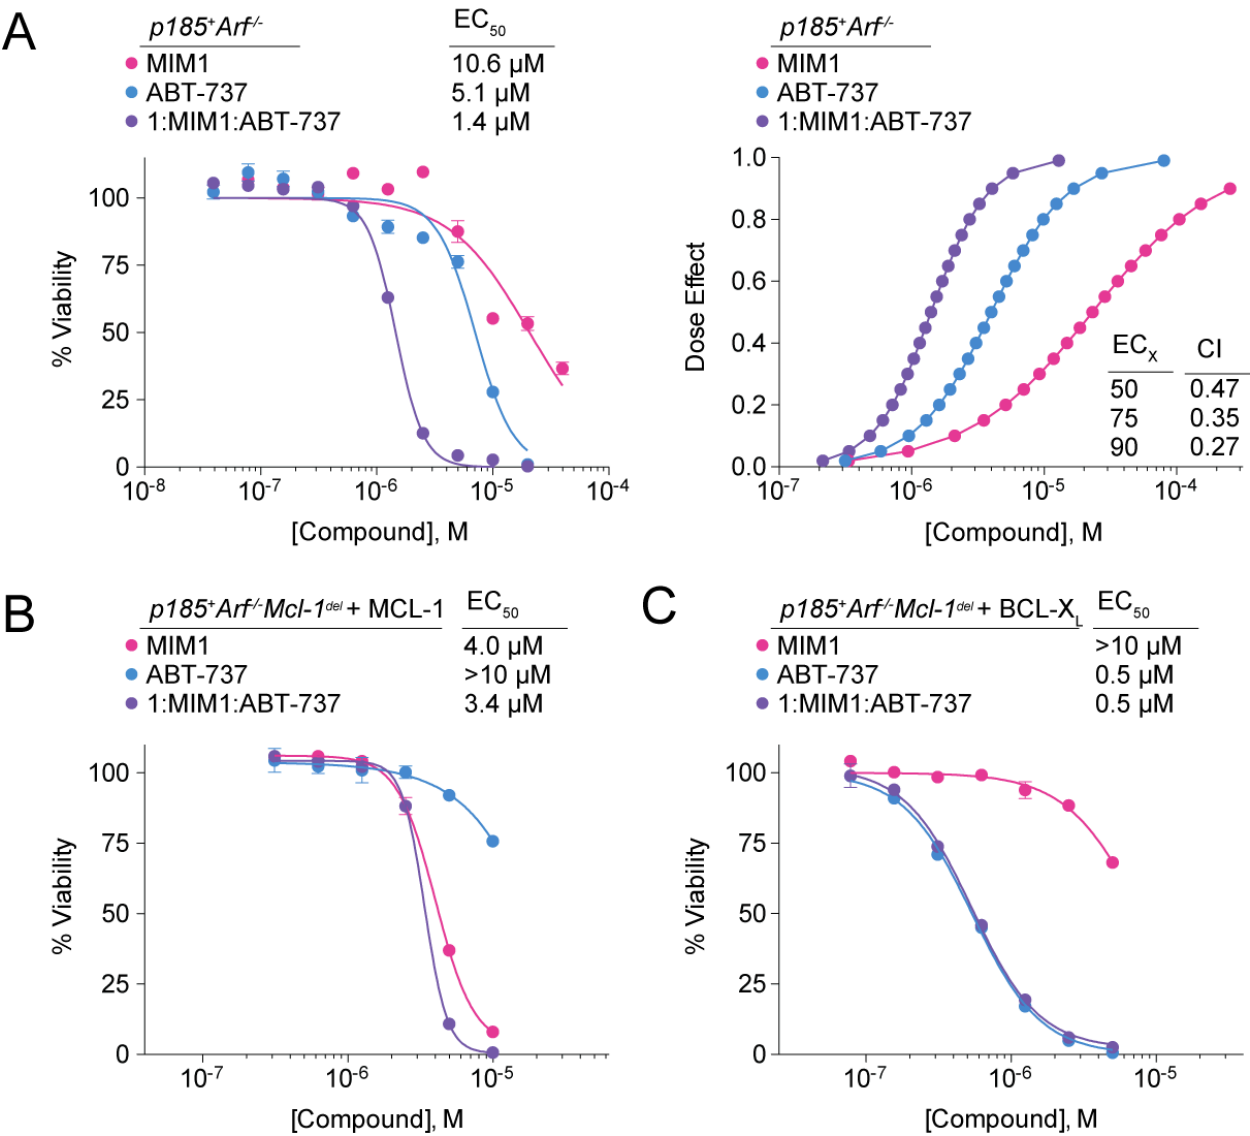 A
p185⁺Arf⁻/⁻ EC₅₀
MIM1 10.6 µM
ABT-737 5.1 µM
1:MIM1:ABT-737 1.4 µM
% Viability
100
75
50
25
0
10⁻⁸ 10⁻⁷ 10⁻⁶ 10⁻⁵ 10⁻⁴
[Compound], M
p185⁺Arf⁻/⁻
MIM1
ABT-737
1:MIM1:ABT-737
Dose Effect
1.0
0.8
0.6
0.4
0.2
0.0
ECₓ CI
50 0.47
75 0.35
90 0.27
10⁻⁷ 10⁻⁶ 10⁻⁵ 10⁻⁴
[Compound], M
B
p185⁺Arf⁻/⁻Mcl-1ᵈᵉˡ + MCL-1 EC₅₀
MIM1 4.0 µM
ABT-737 >10 µM
1:MIM1:ABT-737 3.4 µM
% Viability
100
75
50
25
0
10⁻⁷ 10⁻⁶ 10⁻⁵
[Compound], M
C
p185⁺Arf⁻/⁻Mcl-1ᵈᵉˡ + BCL-X_L EC₅₀
MIM1 >10 µM
ABT-737 0.5 µM
1:MIM1:ABT-737 0.5 µM
% Viability
100
75
50
25
0
10⁻⁷ 10⁻⁶ 10⁻⁵
[Compound], M